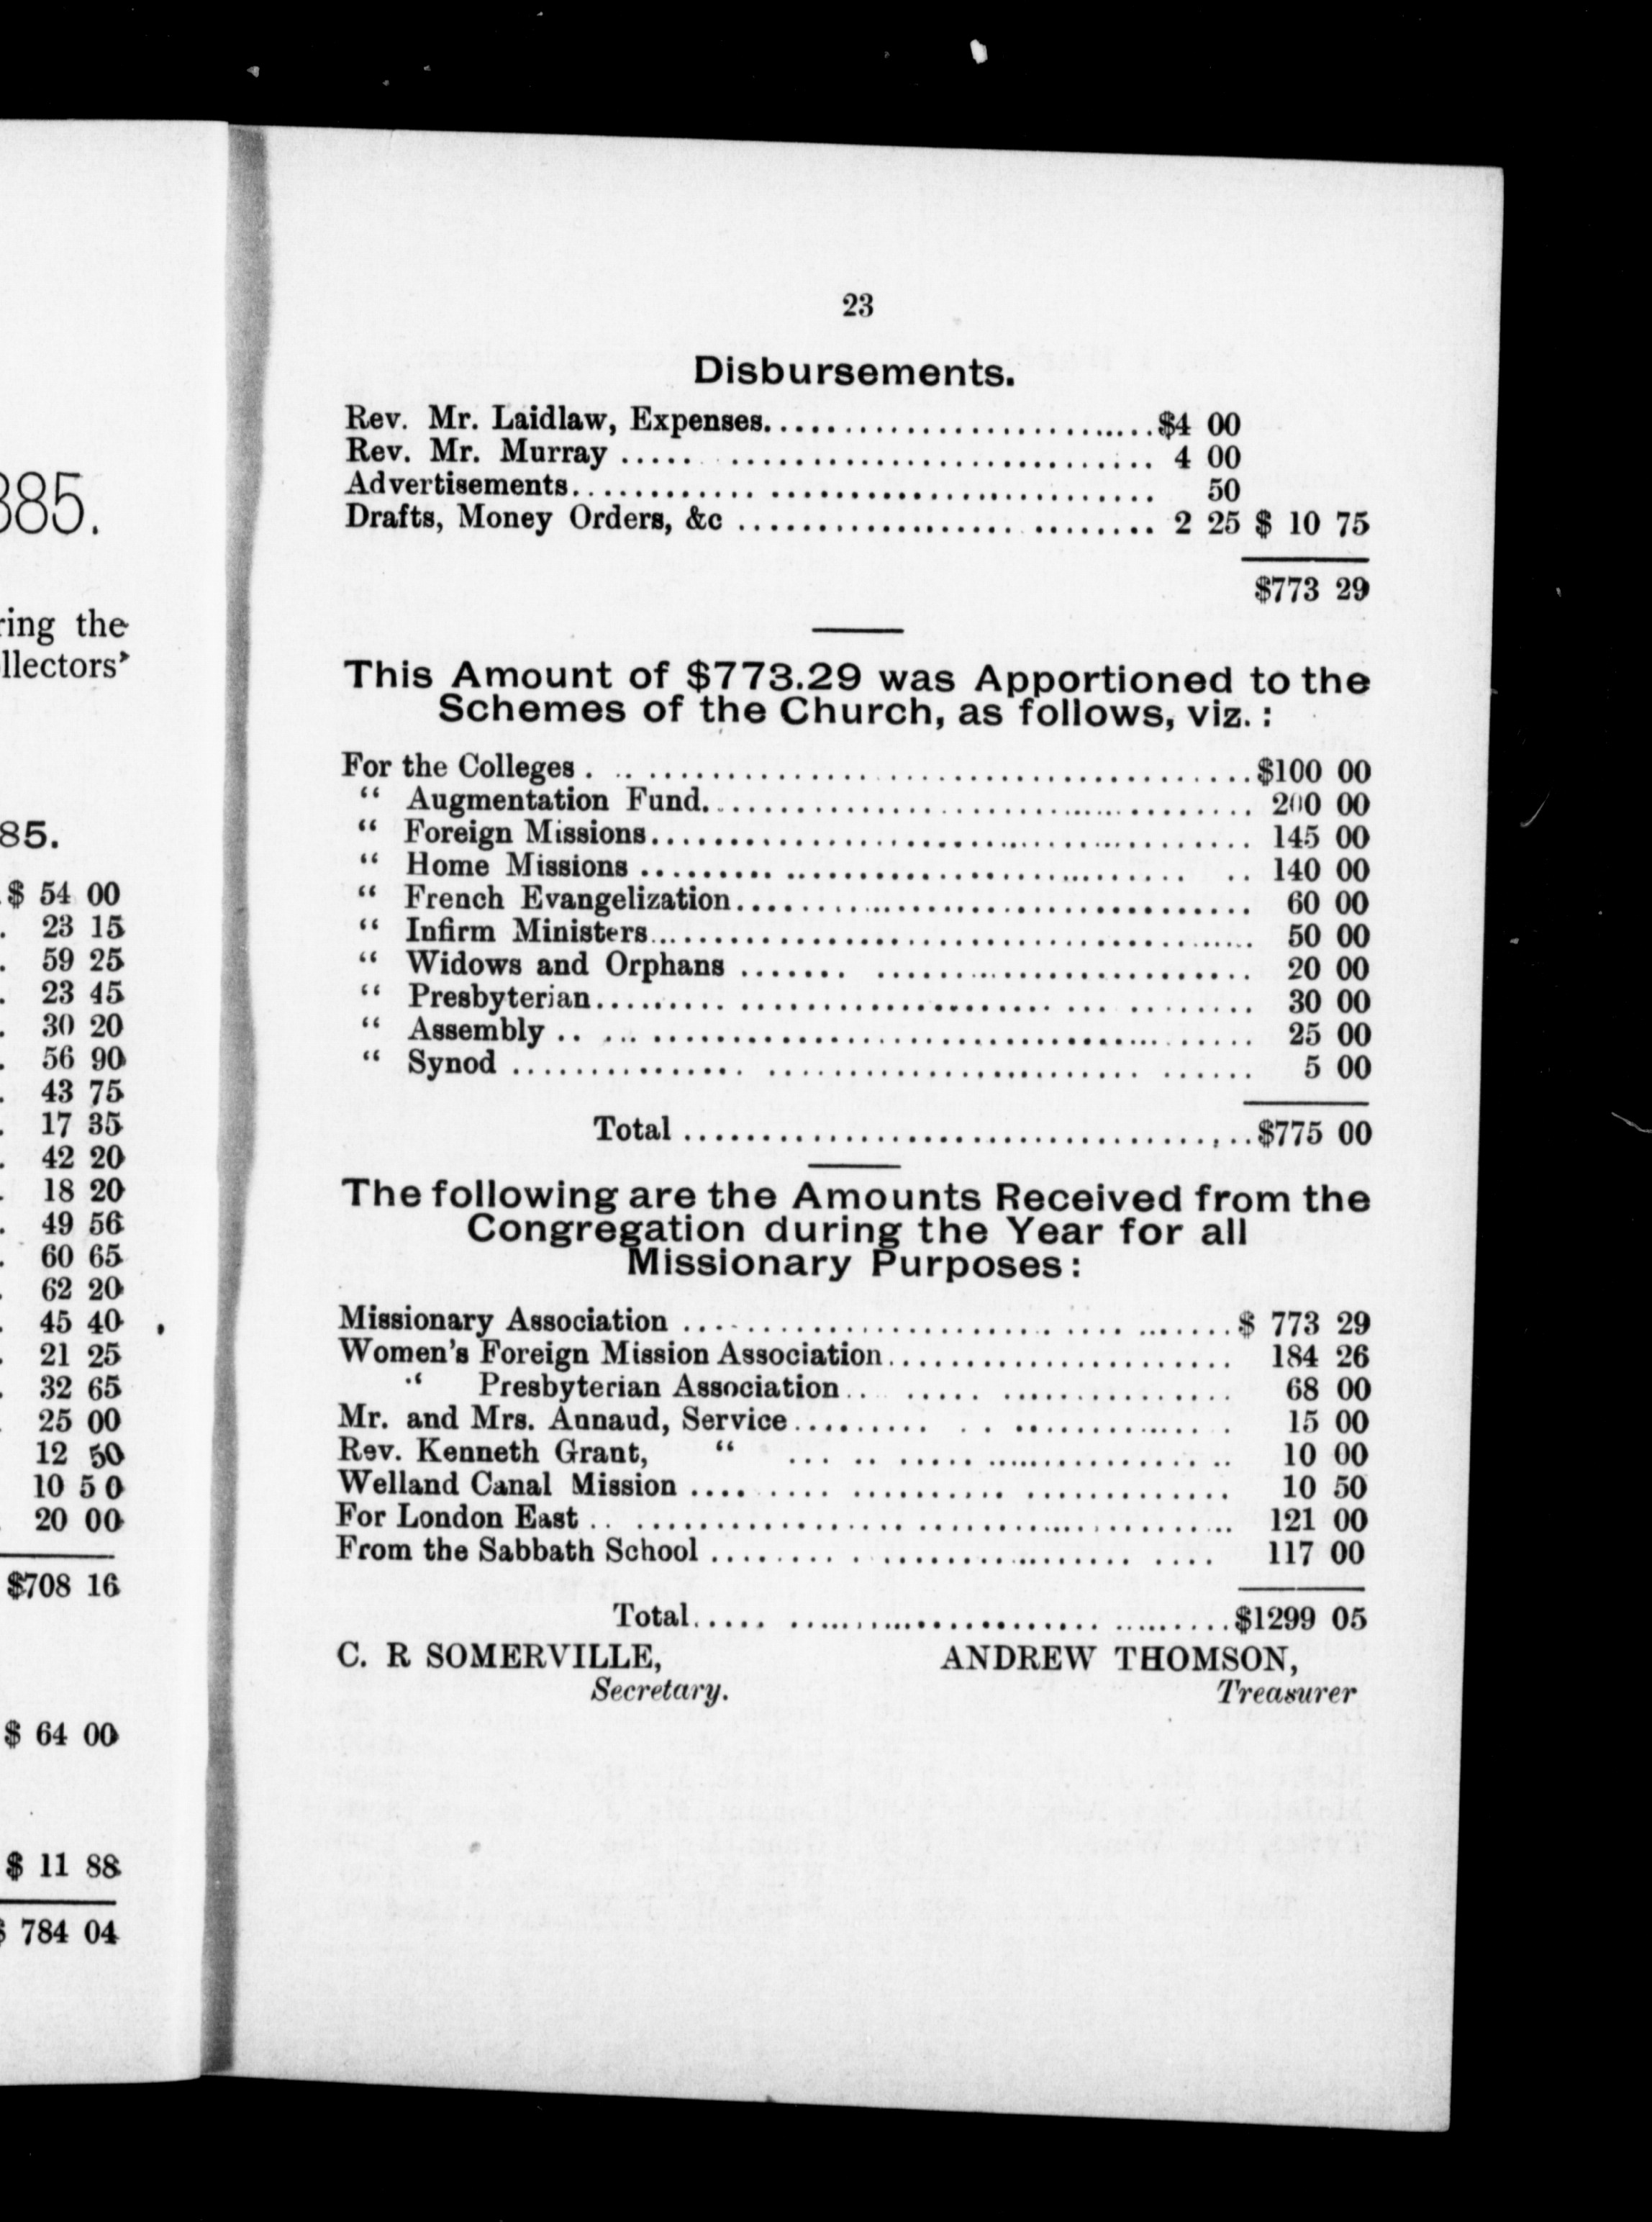 885.
ring the
llectors'
85.
$ 54 00
23 15
59 25
23 45
30 20
56 90
43 75
17 35
42 20
18 20
49 56
60 65
62 20
45 40
21 25
32 65
25 00
12 50
10 5 0
20 00
$708 16
$ 64 00
$ 11 88
$ 784 04
23
Disbursements.
Rev. Mr. Laidlaw, Expenses. $4 00
Rev. Mr. Murray 4 00
Advertisements 50
Drafts, Money Orders, &c 2 25 $ 10 75
$773 29
This Amount of $773.29 was Apportioned to the
Schemes of the Church, as follows, viz. :
For the Colleges $100 00
“ Augmentation Fund. 200 00
“ Foreign Missions 145 00
“ Home Missions 140 00
“ French Evangelization 60 00
“ Infirm Ministers 50 00
“ Widows and Orphans 20 00
“ Presbyterian 30 00
“ Assembly 25 00
“ Synod 5 00
Total $775 00
The following are the Amounts Received from the
Congregation during the Year for all
Missionary Purposes :
Missionary Association $ 773 29
Women's Foreign Mission Association 184 26
“ Presbyterian Association 68 00
Mr. and Mrs. Annaud, Service 15 00
Rev. Kenneth Grant, “ 10 00
Welland Canal Mission 10 50
For London East 121 00
From the Sabbath School 117 00
Total $1299 05
C. R SOMERVILLE, ANDREW THOMSON,
Secretary. Treasurer